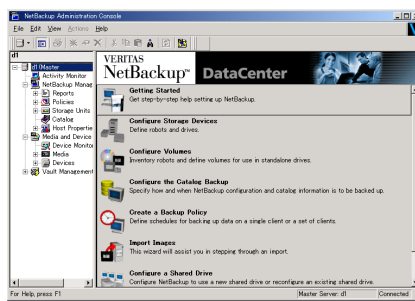 NetBackup Administration Console
File Edit View Actions Help
d1
d1 (Master
Activity Monitor
NetBackup Manag
Reports
Policies
Storage Units
Catalog
Host Propertie
Media and Device
Device Monito
Media
Devices
Vault Management
VERITAS
NetBackup™ DataCenter
Getting Started
Get step-by-step help setting up NetBackup.
Configure Storage Devices
Define robots and drives.
Configure Volumes
Inventory robots and define volumes for use in standalone drives.
Configure the Catalog Backup
Specify how and when NetBackup configuration and catalog information is to be backed up.
Create a Backup Policy
Define schedules for backing up data on a single client or a set of clients.
Import Images
This wizard will assist you in stepping through an import.
Configure a Shared Drive
Configure NetBackup to use a new shared drive or reconfigure an existing shared drive.
For Help, press F1
Master Server: d1
Connected